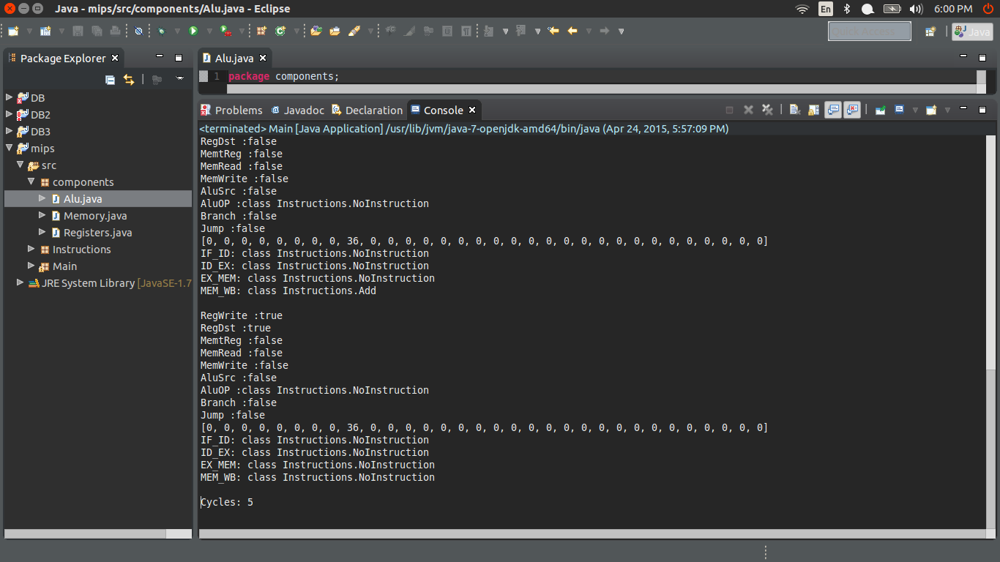 Java - mips/src/components/Alu.java - Eclipse
En
6:00 PM
Quick Access
Java
Package Explorer
DB
DB2
DB3
mips
src
components
Alu.java
Memory.java
Registers.java
Instructions
Main
JRE System Library [JavaSE-1.7
Alu.java
1 package components;
Problems Javadoc Declaration Console
<terminated> Main [Java Application] /usr/lib/jvm/java-7-openjdk-amd64/bin/java (Apr 24, 2015, 5:57:09 PM)
RegDst :false
MemtReg :false
MemRead :false
MemWrite :false
AluSrc :false
AluOP :class Instructions.NoInstruction
Branch :false
Jump :false
[0, 0, 0, 0, 0, 0, 0, 0, 36, 0, 0, 0, 0, 0, 0, 0, 0, 0, 0, 0, 0, 0, 0, 0, 0, 0, 0, 0, 0, 0, 0, 0]
IF_ID: class Instructions.NoInstruction
ID_EX: class Instructions.NoInstruction
EX_MEM: class Instructions.NoInstruction
MEM_WB: class Instructions.Add
RegWrite :true
RegDst :true
MemtReg :false
MemRead :false
MemWrite :false
AluSrc :false
AluOP :class Instructions.NoInstruction
Branch :false
Jump :false
[0, 0, 0, 0, 0, 0, 0, 0, 36, 0, 0, 0, 0, 0, 0, 0, 0, 0, 0, 0, 0, 0, 0, 0, 0, 0, 0, 0, 0, 0, 0, 0]
IF_ID: class Instructions.NoInstruction
ID_EX: class Instructions.NoInstruction
EX_MEM: class Instructions.NoInstruction
MEM_WB: class Instructions.NoInstruction
Cycles: 5